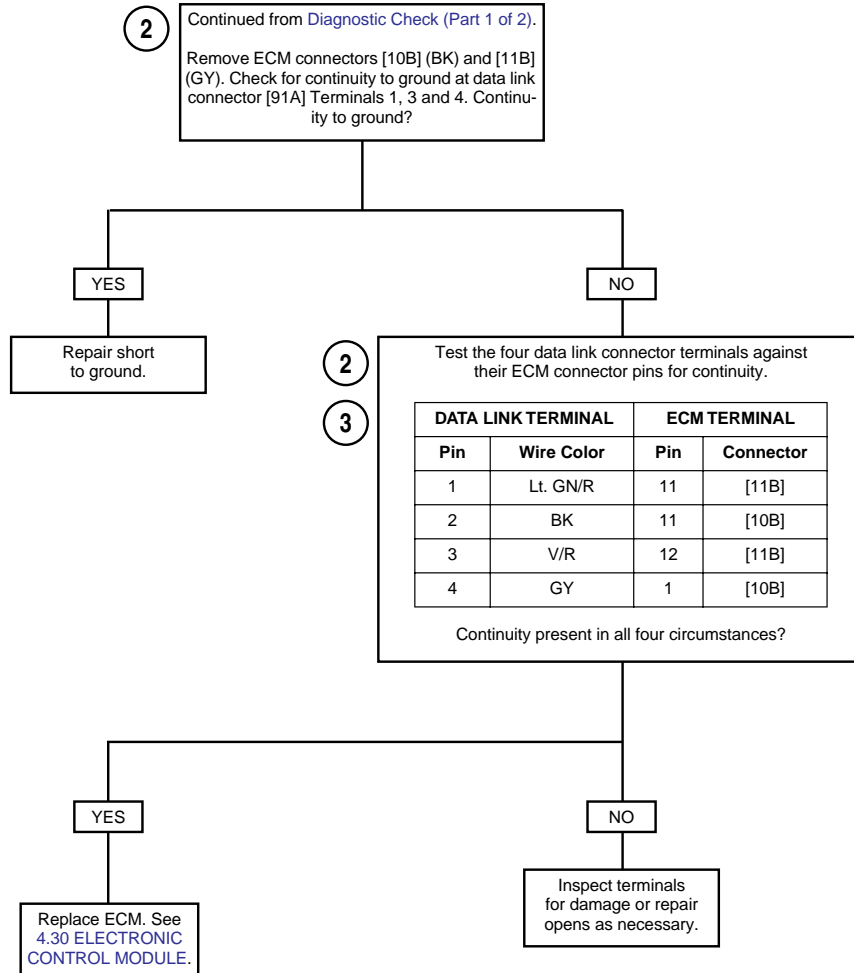 2
Continued from Diagnostic Check (Part 1 of 2).
Remove ECM connectors [10B] (BK) and [11B]
(GY). Check for continuity to ground at data link
connector [91A] Terminals 1, 3 and 4. Continu-
ity to ground?
YES
NO
Repair short
to ground.
2
3
Test the four data link connector terminals against
their ECM connector pins for continuity.
DATA LINK TERMINAL ECM TERMINAL
Pin Wire Color Pin Connector
1 Lt. GN/R 11 [11B]
2 BK 11 [10B]
3 V/R 12 [11B]
4 GY 1 [10B]
Continuity present in all four circumstances?
YES
NO
Replace ECM. See
4.30 ELECTRONIC
CONTROL MODULE.
Inspect terminals
for damage or repair
opens as necessary.